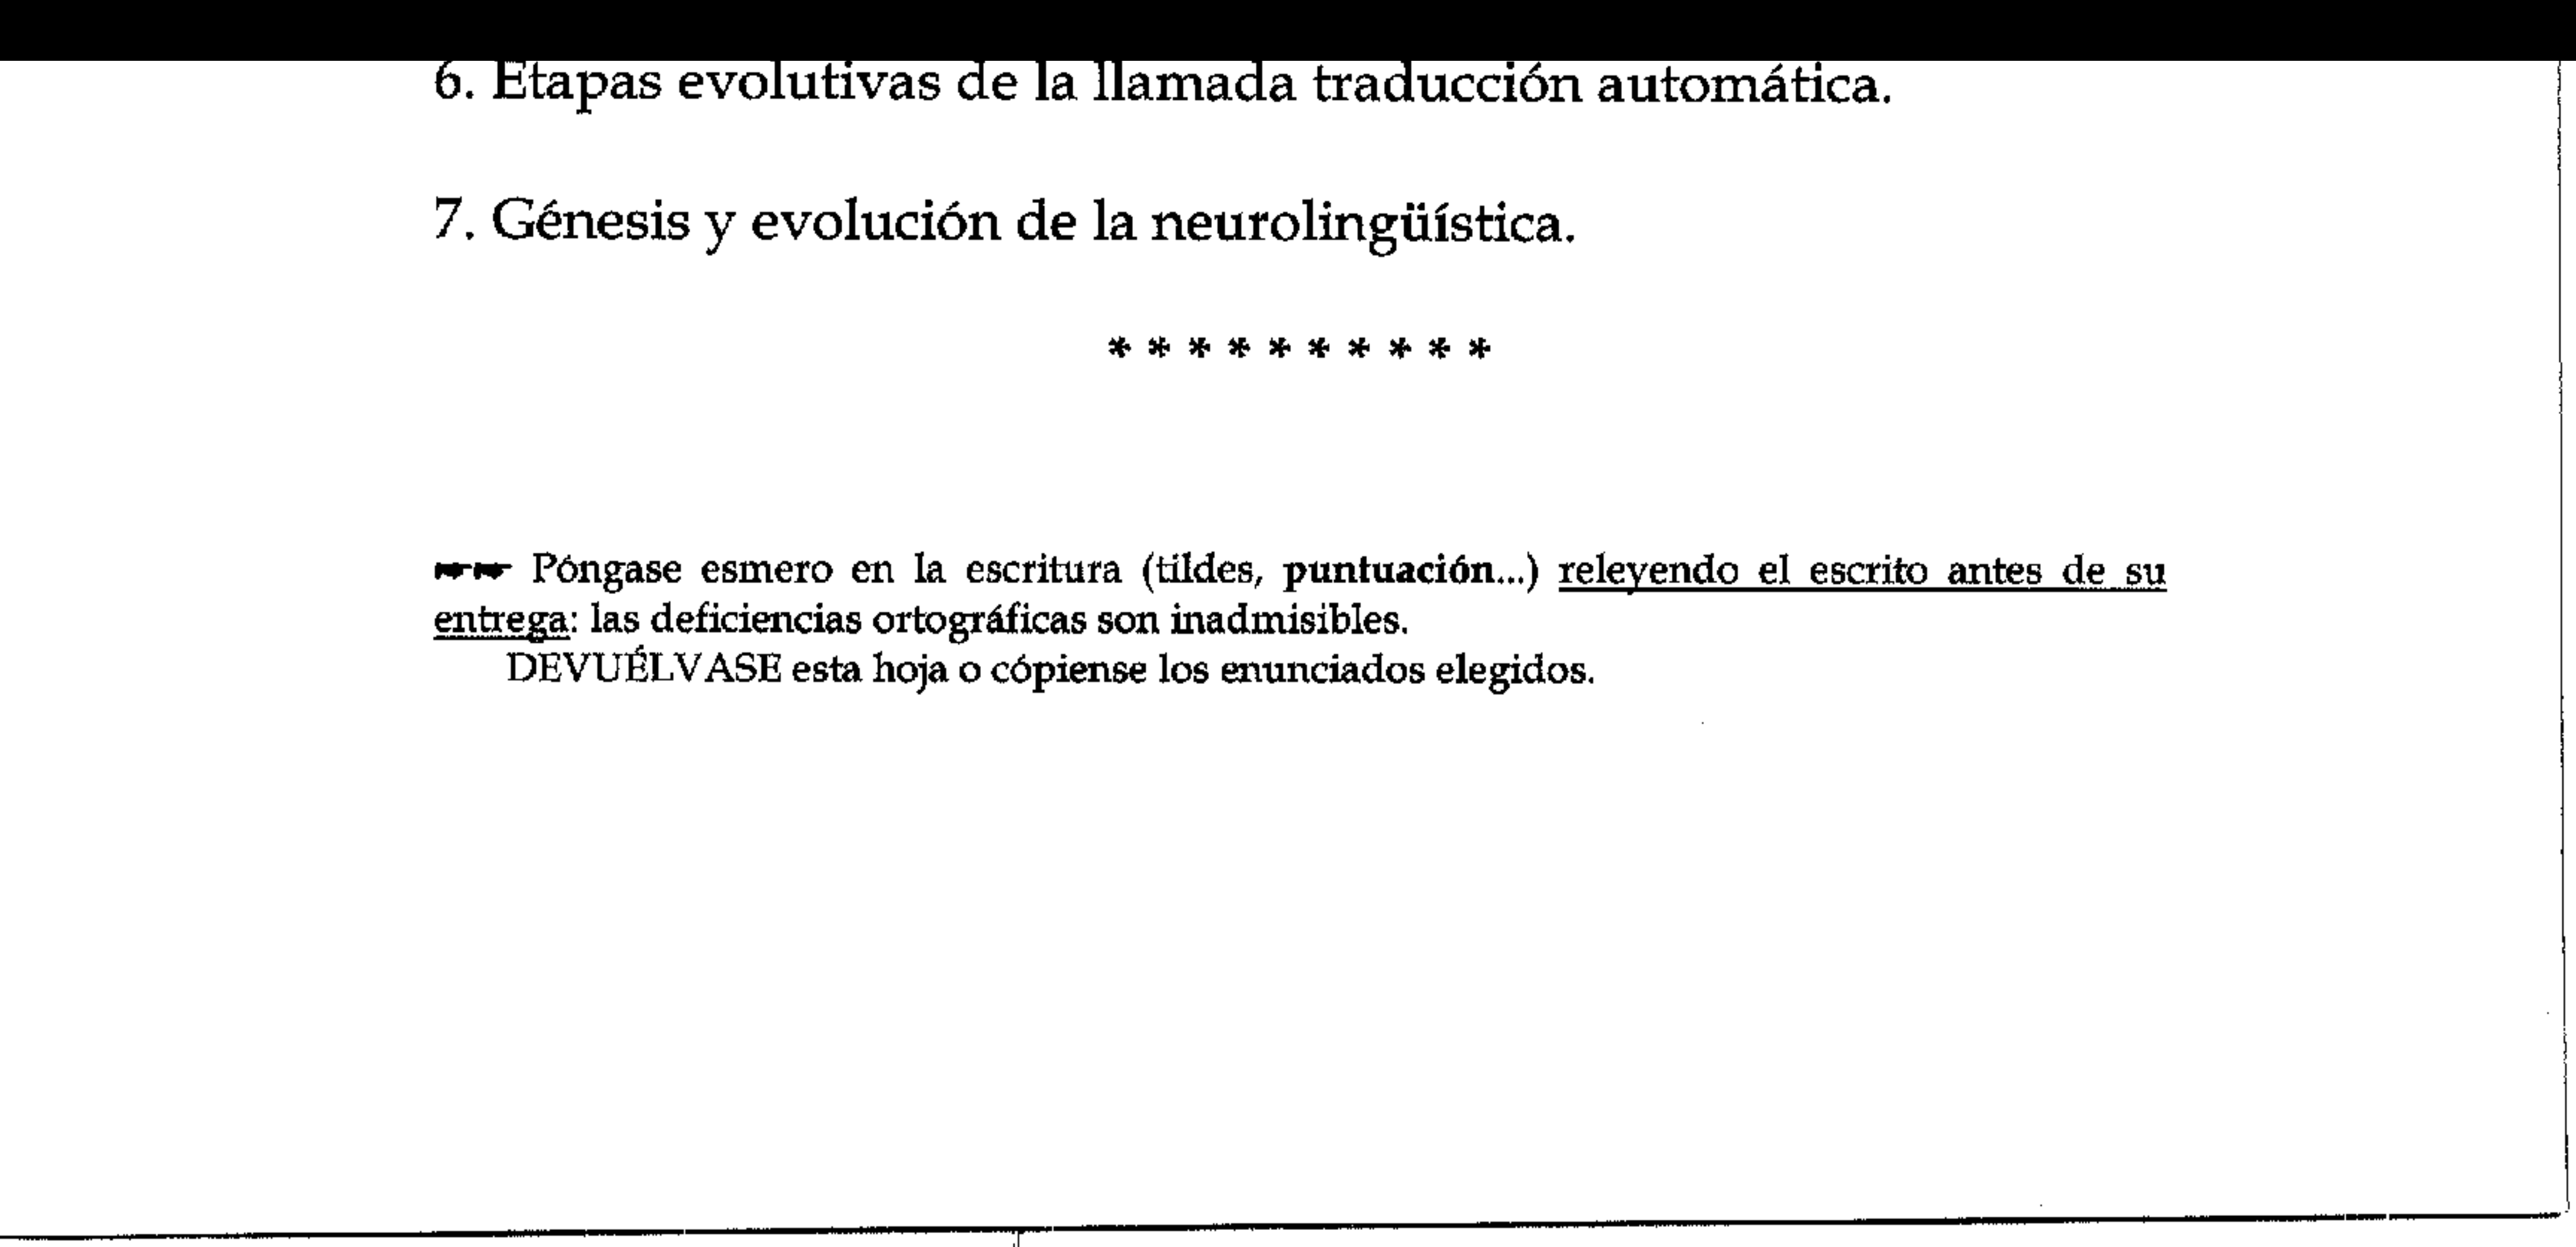 6. Etapas evolutivas de la llamada traducción automática.
7. Génesis y evolución de la neurolingüística.
* * * * * * * * * *
☛☛ Póngase esmero en la escritura (tildes, puntuación...) releyendo el escrito antes de su
entrega: las deficiencias ortográficas son inadmisibles.
DEVUÉLVASE esta hoja o cópiense los enunciados elegidos.